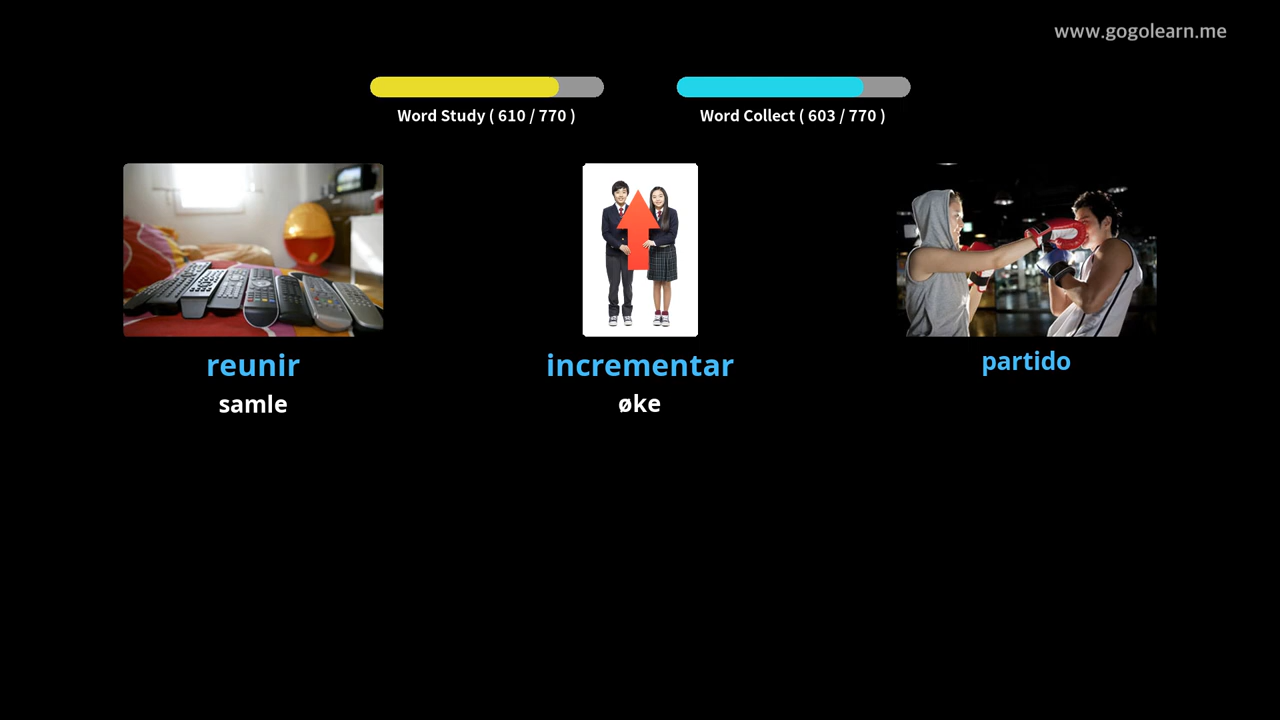 www.gogolearn.me
Word Study ( 610 / 770 )
Word Collect ( 603 / 770 )
reunir
samle
incrementar
øke
partido